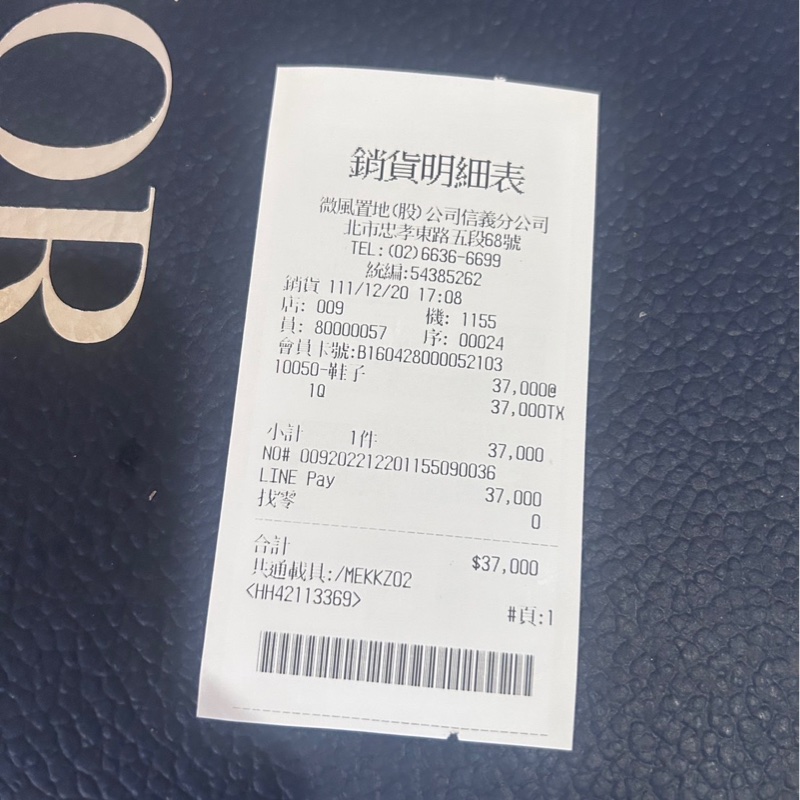 OR
銷貨明細表
微風置地(股)公司信義分公司
北市忠孝東路五段68號
TEL:(02)6636-6699
統編:54385262
銷貨 111/12/20 17:08
店: 009 機: 1155
員: 80000057 序: 00024
會員卡號:B160428000052103
10050-鞋子 37,000@
1Q 37,000TX
小計 1件 37,000
NO# 009202212201155090036
LINE Pay 37,000
找零 0
合計 $37,000
共通載具:/MEKKZ02
<HH42113369>
#頁:1